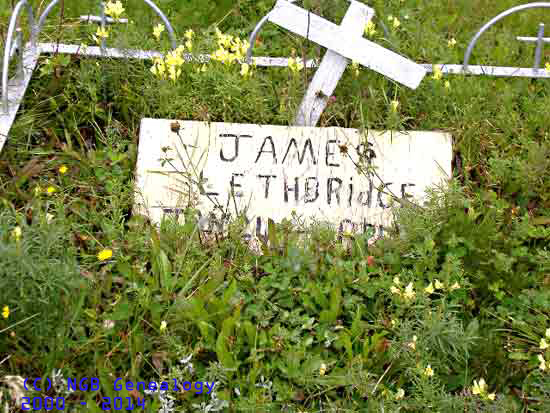 JAMES
LETHBRIDGE
(C) NGB Genealogy
2000 - 2014